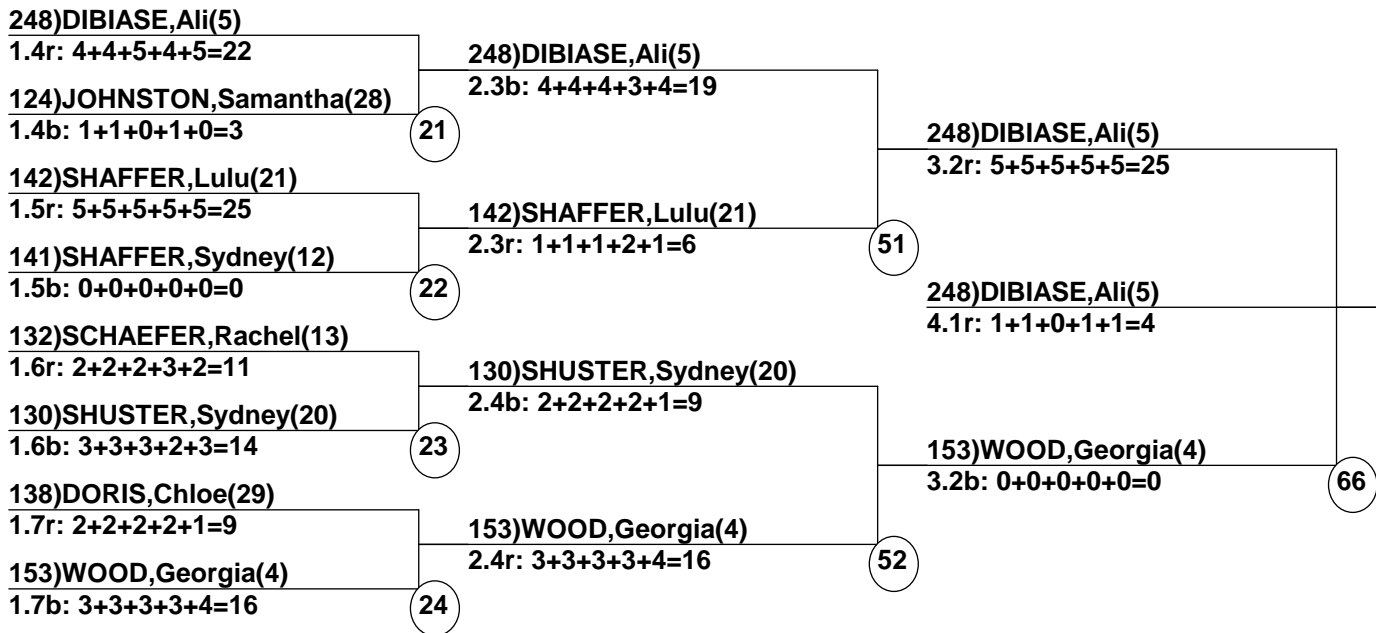 248)DIBIASE,Ali(5)
1.4r: 4+4+5+4+5=22
124)JOHNSTON,Samantha(28)
1.4b: 1+1+0+1+0=3
21
142)SHAFFER,Lulu(21)
1.5r: 5+5+5+5+5=25
141)SHAFFER,Sydney(12)
1.5b: 0+0+0+0+0=0
22
132)SCHAEFER,Rachel(13)
1.6r: 2+2+2+3+2=11
130)SHUSTER,Sydney(20)
1.6b: 3+3+3+2+3=14
23
138)DORIS,Chloe(29)
1.7r: 2+2+2+2+1=9
153)WOOD,Georgia(4)
1.7b: 3+3+3+3+4=16
24
248)DIBIASE,Ali(5)
2.3b: 4+4+4+3+4=19
142)SHAFFER,Lulu(21)
2.3r: 1+1+1+2+1=6
51
130)SHUSTER,Sydney(20)
2.4b: 2+2+2+2+1=9
153)WOOD,Georgia(4)
2.4r: 3+3+3+3+4=16
52
248)DIBIASE,Ali(5)
3.2r: 5+5+5+5+5=25
248)DIBIASE,Ali(5)
4.1r: 1+1+0+1+1=4
153)WOOD,Georgia(4)
3.2b: 0+0+0+0+0=0
66